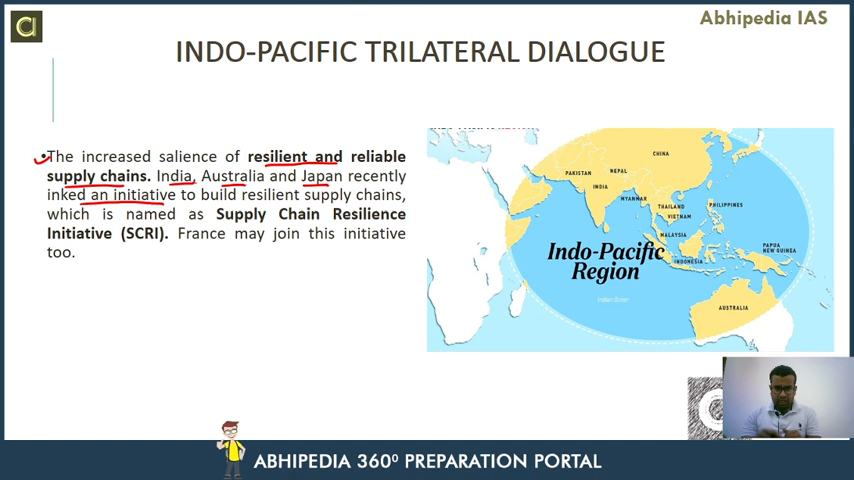 Abhipedia IAS
INDO-PACIFIC TRILATERAL DIALOGUE
•The increased salience of resilient and reliable
supply chains. India, Australia and Japan recently
inked an initiative to build resilient supply chains,
which is named as Supply Chain Resilience
Initiative (SCRI). France may join this initiative
too.
CHINA
PAKISTAN
NEPAL
INDIA
MYANMAR
THAILAND
PHILIPPINES
VIETNAM
MALAYSIA
Indo-Pacific
Region
INDONESIA
PAPUA
NEW GUINEA
Indian Ocean
AUSTRALIA
ABHIPEDIA 360⁰ PREPARATION PORTAL